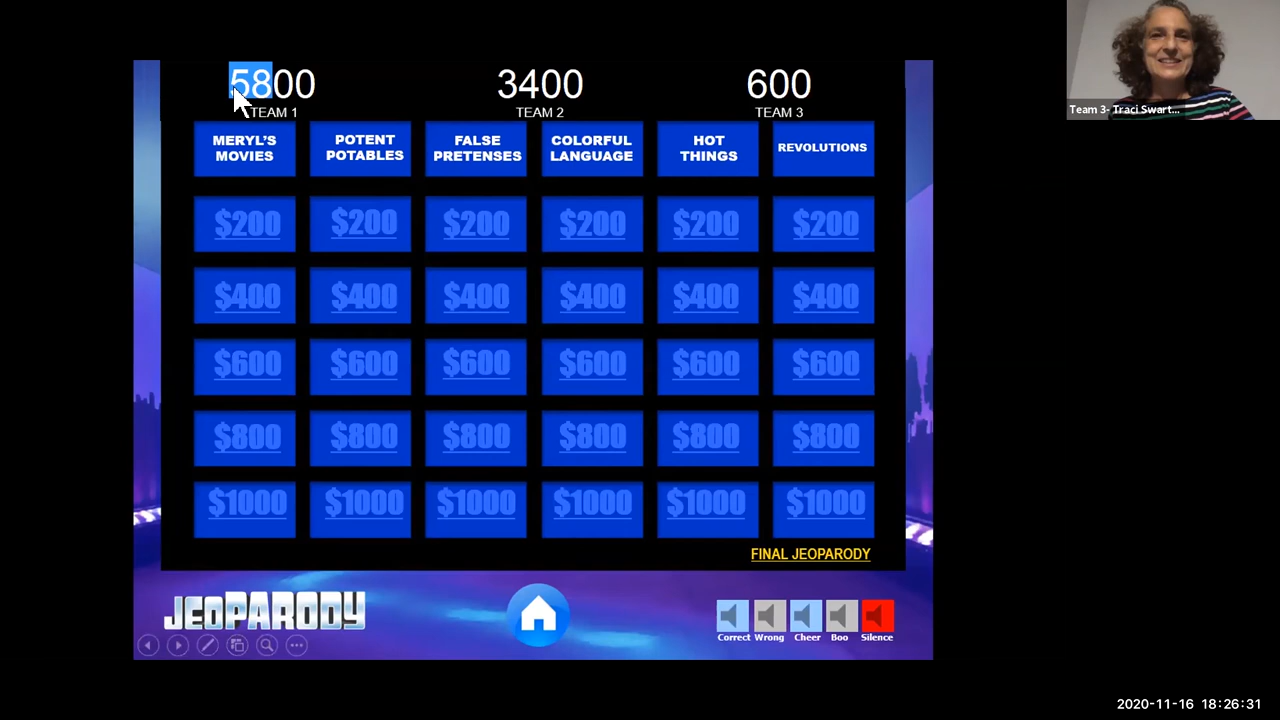 5800 3400 600
TEAM 1 TEAM 2 TEAM 3
MERYL'S MOVIES
POTENT POTABLES
FALSE PRETENSES
COLORFUL LANGUAGE
HOT THINGS
REVOLUTIONS
$200 $200 $200 $200 $200 $200
$400 $400 $400 $400 $400 $400
$600 $600 $600 $600 $600 $600
$800 $800 $800 $800 $800 $800
$1000 $1000 $1000 $1000 $1000 $1000
FINAL JEOPARODY
JEOPARODY
Correct Wrong Cheer Boo Silence
Team 3- Traci Swart...
2020-11-16 18:26:31